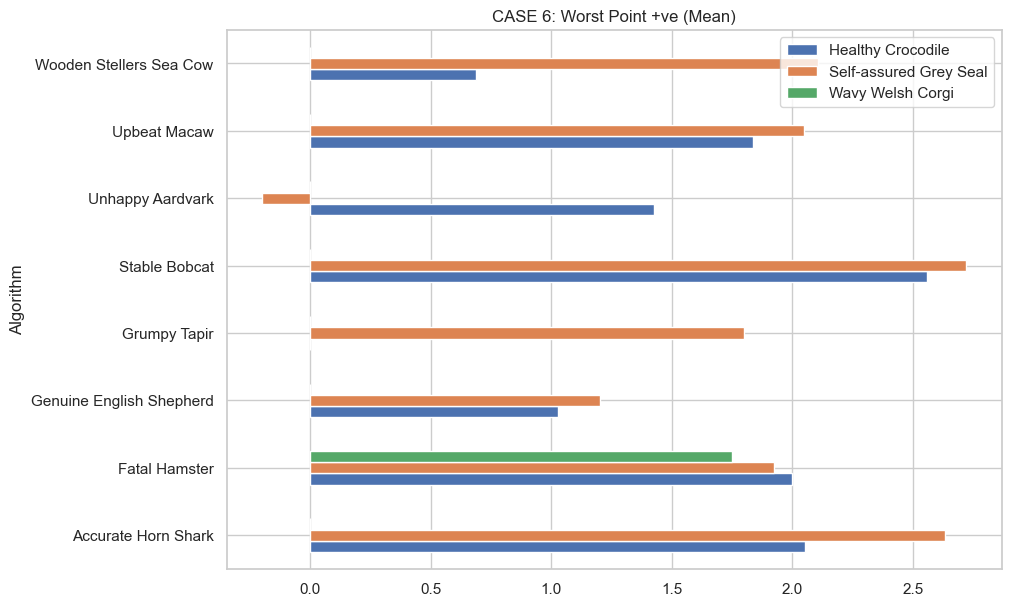 CASE 6: Worst Point +ve (Mean)
Healthy Crocodile
Self-assured Grey Seal
Wavy Welsh Corgi
Algorithm
Wooden Stellers Sea Cow
Upbeat Macaw
Unhappy Aardvark
Stable Bobcat
Grumpy Tapir
Genuine English Shepherd
Fatal Hamster
Accurate Horn Shark
0.0 0.5 1.0 1.5 2.0 2.5